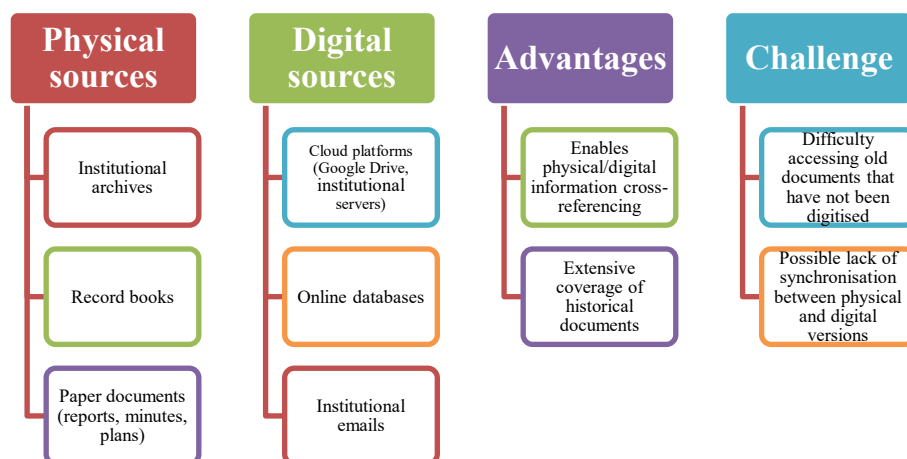 Physical
sources
Institutional
archives
Record books
Paper documents
(reports, minutes,
plans)
Digital
sources
Cloud platforms
(Google Drive,
institutional
servers)
Online databases
Institutional
emails
Advantages
Enables
physical/digital
information cross-
referencing
Extensive
coverage of
historical
documents
Challenge
Difficulty
accessing old
documents that
have not been
digitised
Possible lack of
synchronisation
between physical
and digital
versions